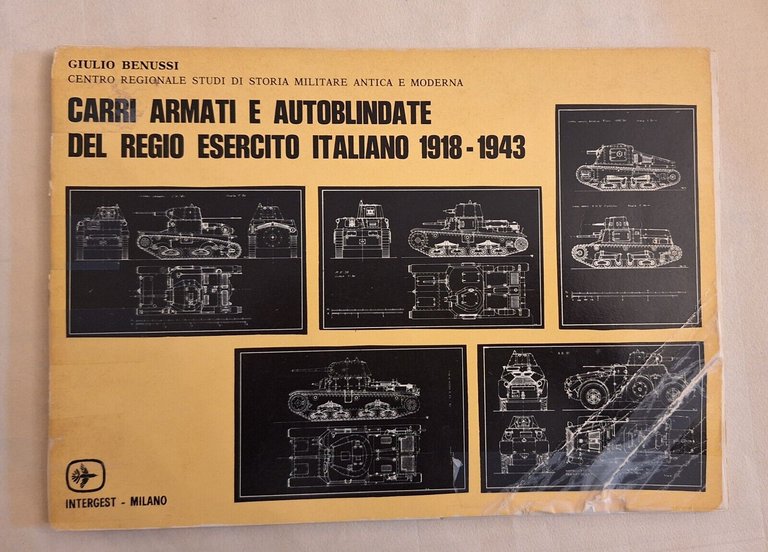 GIULIO BENUSSI
CENTRO REGIONALE STUDI DI STORIA MILITARE ANTICA E MODERNA
CARRI ARMATI E AUTOBLINDATE
DEL REGIO ESERCITO ITALIANO 1918 - 1943
INTERGEST - MILANO